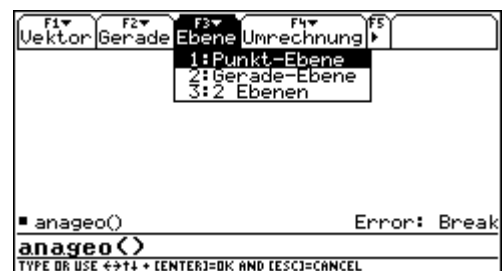 F1▾ F2▾ F3▾ F4▾ F5
Vektor Gerade Ebene Umrechnung ▸
1:Punkt-Ebene
2:Gerade-Ebene
3:2 Ebenen
▪ anageo() Error: Break
anageo()
TYPE OR USE ←→↑↓ + [ENTER]=OK AND [ESC]=CANCEL